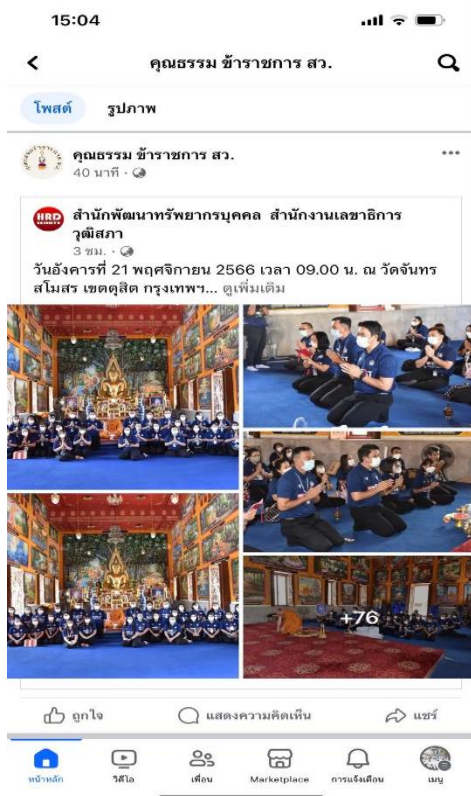 15:04
คุณธรรม ข้าราชการ สว.
โพสต์ รูปภาพ
คุณธรรม ข้าราชการ สว.
40 นาที ·
HRD
สำนักพัฒนาทรัพยากรบุคคล สำนักงานเลขาธิการ
วุฒิสภา
3 ชม. ·
วันอังคารที่ 21 พฤศจิกายน 2566 เวลา 09.00 น. ณ วัดจันทร
สโมสร เขตดุสิต กรุงเทพฯ... ดูเพิ่มเติม
+76
ถูกใจ แสดงความคิดเห็น แชร์
หน้าหลัก วิดีโอ เพื่อน Marketplace การแจ้งเตือน เมนู